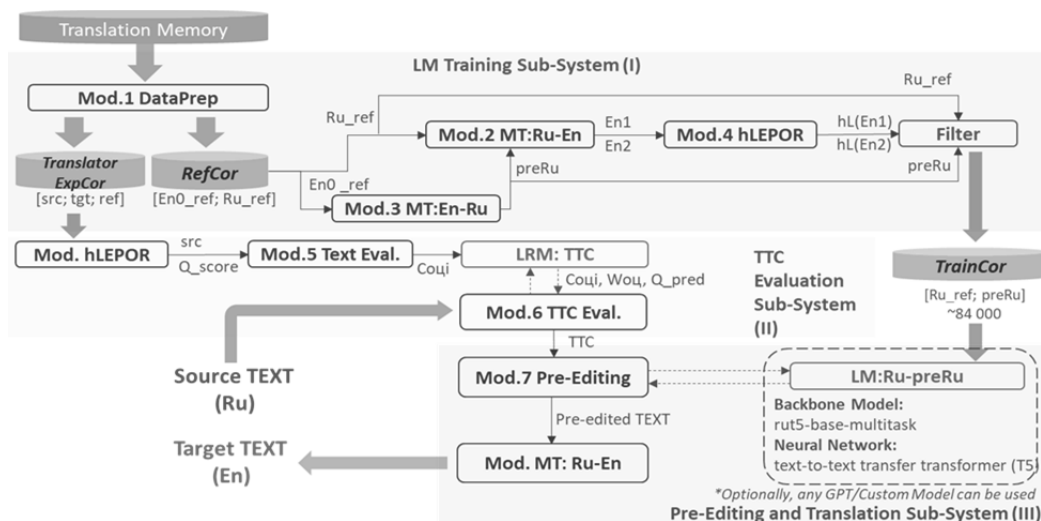 Translation Memory
LM Training Sub-System (I)
Mod.1 DataPrep
Ru_ref
Ru_ref
Mod.2 MT:Ru-En
En1
En2
Mod.4 hLEPOR
hL(En1)
hL(En2)
Filter
Translator
ExpCor
[src; tgt; ref]
RefCor
[En0_ref; Ru_ref]
En0 _ref
preRu
preRu
Mod.3 MT:En-Ru
Mod. hLEPOR
src
Q_score
Mod.5 Text Eval.
Coцi
LRM: TTC
Coцi, Woц, Q_pred
TTC
Evaluation
Sub-System
(II)
TrainCor
[Ru_ref; preRu]
~84 000
Mod.6 TTC Eval.
TTC
Source TEXT
(Ru)
Mod.7 Pre-Editing
LM:Ru-preRu
Backbone Model:
rut5-base-multitask
Neural Network:
text-to-text transfer transformer (T5)
Pre-edited TEXT
Target TEXT
(En)
Mod. MT: Ru-En
*Optionally, any GPT/Custom Model can be used
Pre-Editing and Translation Sub-System (III)